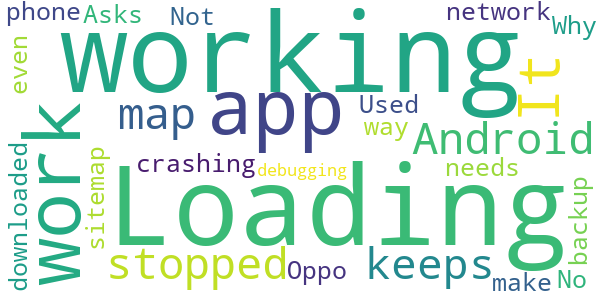 phone Asks Not network Why
even working It
work map app Used way Android
downloaded sitemap crashing debugging needs backup
Loading
stopped Oppo keeps make No